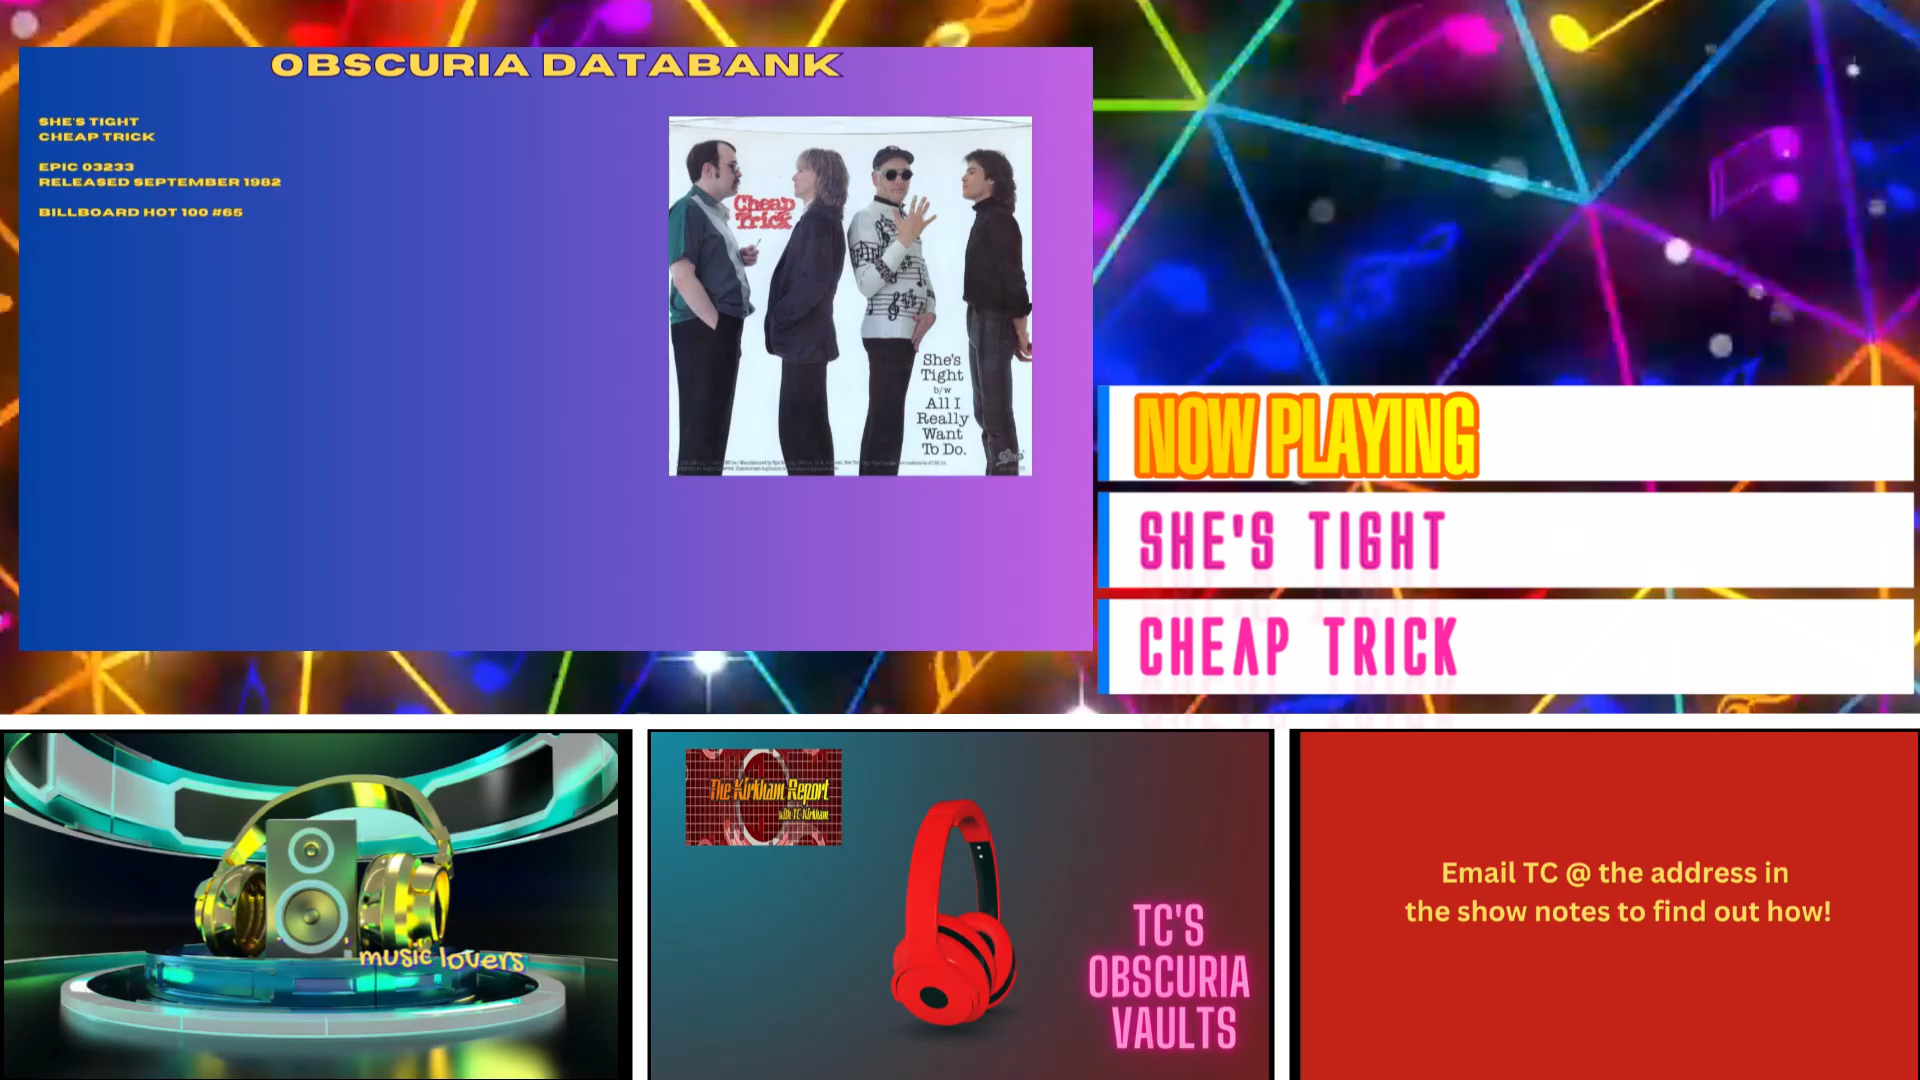 OBSCURIA DATABANK
SHE'S TIGHT
CHEAP TRICK
EPIC 03233
RELEASED SEPTEMBER 1982
BILLBOARD HOT 100 #65
Cheap
Trick
She's
Tight
b/w
All I
Really
Want
To Do.
NOW PLAYING
SHE'S TIGHT
CHEAP TRICK
music lovers
The Kirkham Report
with TC Kirkham
TC'S
OBSCURIA
VAULTS
Email TC @ the address in
the show notes to find out how!